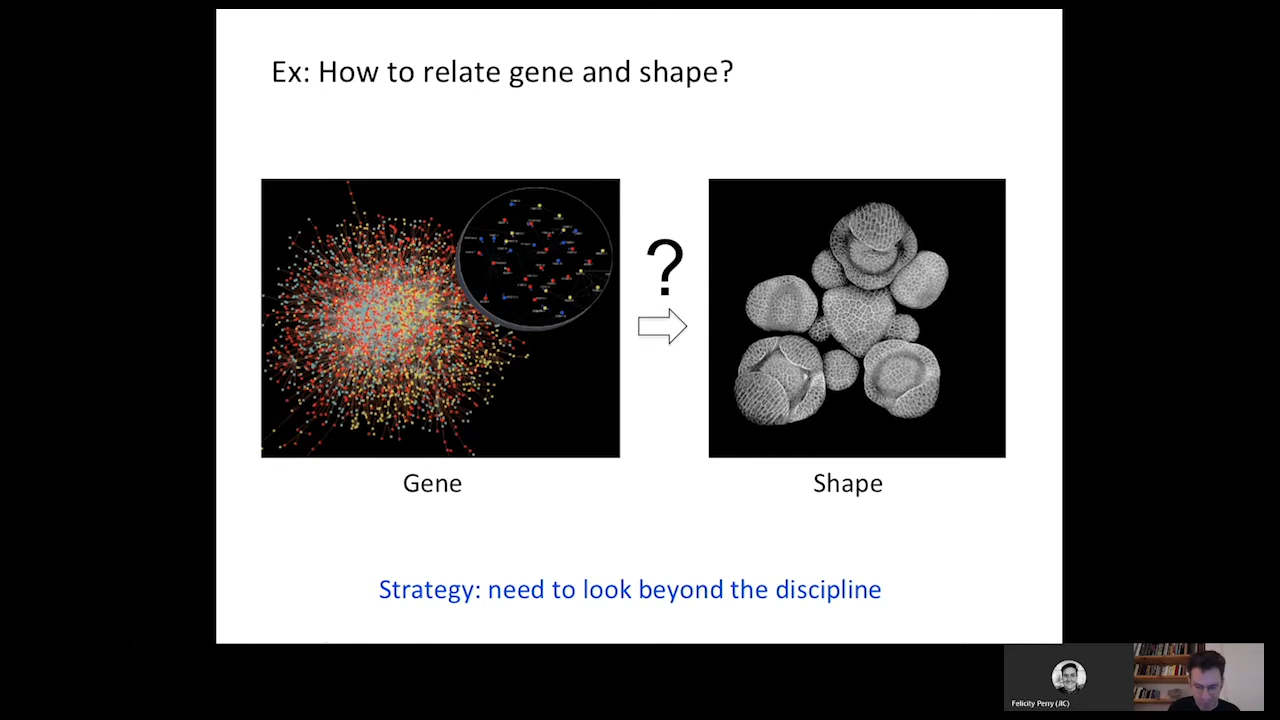 Ex: How to relate gene and shape?
?
Gene
Shape
Strategy: need to look beyond the discipline
Felicity Perry (JIC)